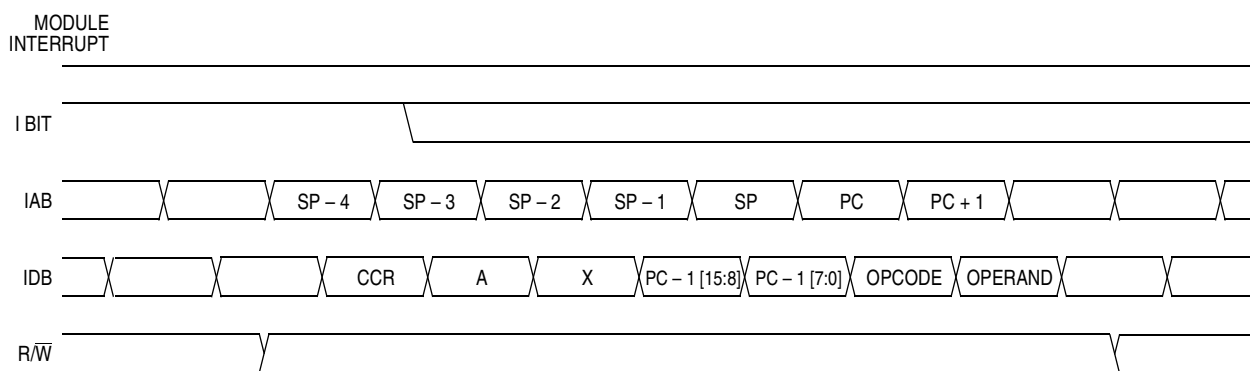 MODULE
INTERRUPT
I BIT
IAB SP – 4 SP – 3 SP – 2 SP – 1 SP PC PC + 1
IDB CCR A X PC – 1 [15:8] PC – 1 [7:0] OPCODE OPERAND
R/W̅